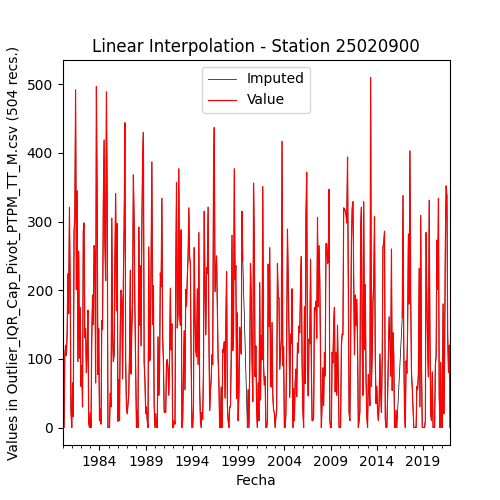 Linear Interpolation - Station 25020900
Imputed
Value
Values in Outlier_IQR_Cap_Pivot_PTPM_TT_M.csv (504 recs.)
500
400
300
200
100
0
1984 1989 1994 1999 2004 2009 2014 2019
Fecha